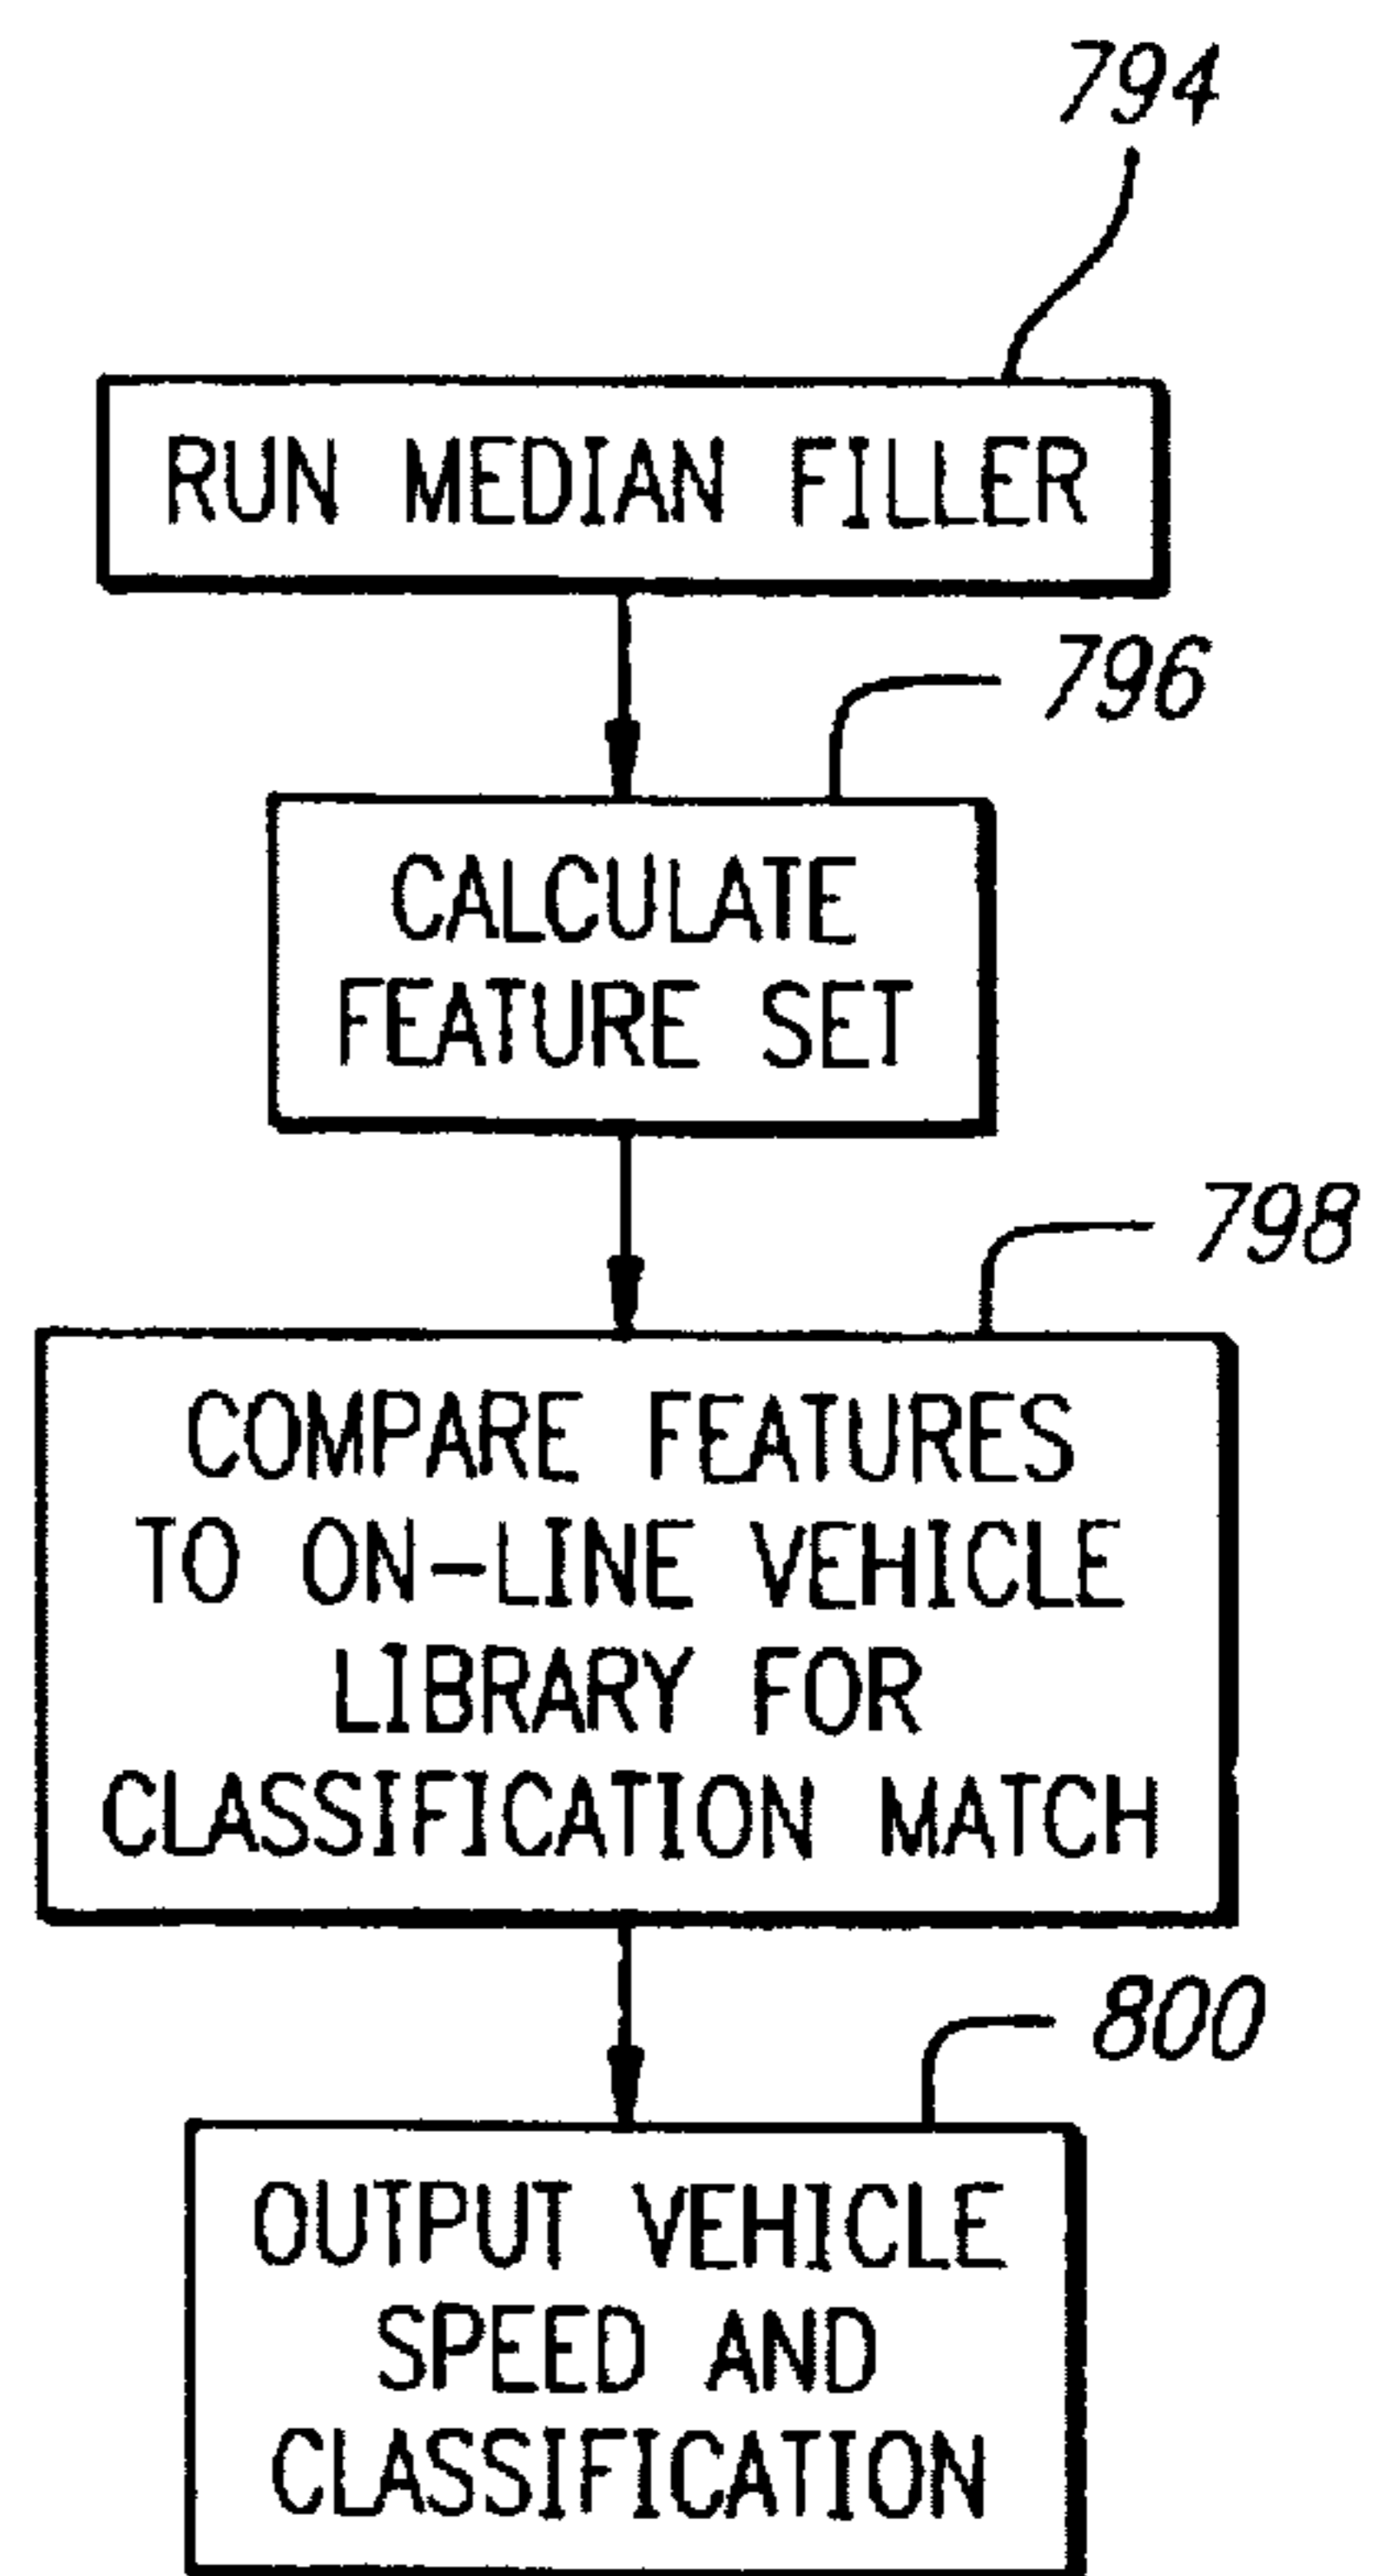 794
RUN MEDIAN FILLER
796
CALCULATE
FEATURE SET
798
COMPARE FEATURES
TO ON-LINE VEHICLE
LIBRARY FOR
CLASSIFICATION MATCH
800
OUTPUT VEHICLE
SPEED AND
CLASSIFICATION